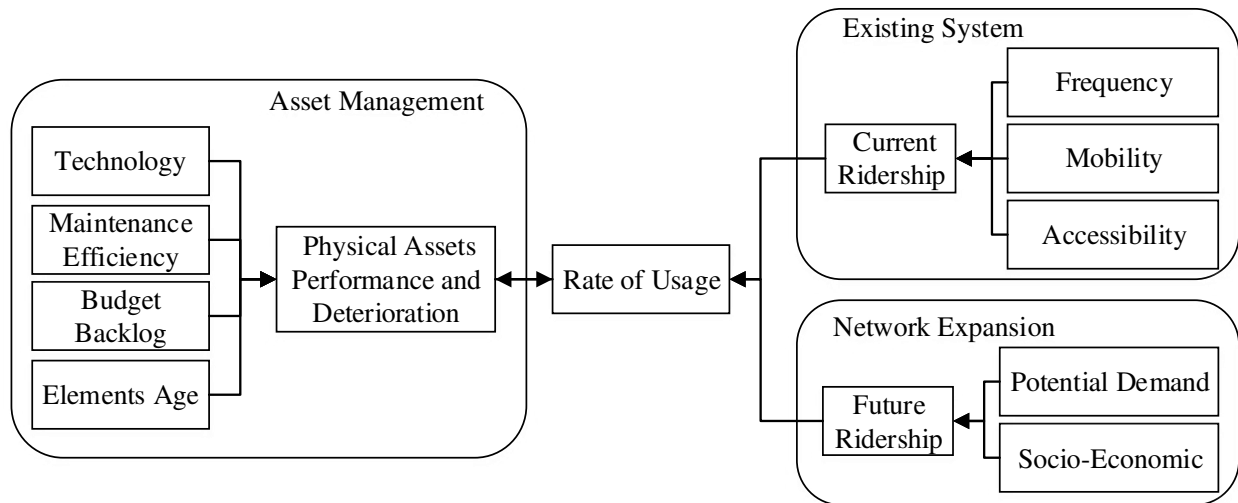 Asset Management
Technology
Maintenance
Efficiency
Budget
Backlog
Elements Age
Physical Assets
Performance and
Deterioration
Rate of Usage
Existing System
Current
Ridership
Frequency
Mobility
Accessibility
Network Expansion
Future
Ridership
Potential Demand
Socio-Economic